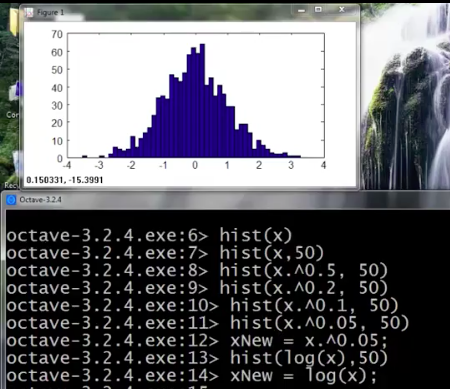 Figure 1
70
60
50
40
30
20
10
0
-4 -3 -2 -1 0 1 2 3 4
0.150331, -15.3991
Octave-3.2.4
octave-3.2.4.exe:6> hist(x)
octave-3.2.4.exe:7> hist(x,50)
octave-3.2.4.exe:8> hist(x.^0.5, 50)
octave-3.2.4.exe:9> hist(x.^0.2, 50)
octave-3.2.4.exe:10> hist(x.^0.1, 50)
octave-3.2.4.exe:11> hist(x.^0.05, 50)
octave-3.2.4.exe:12> xNew = x.^0.05;
octave-3.2.4.exe:13> hist(log(x),50)
octave-3.2.4.exe:14> xNew = log(x);